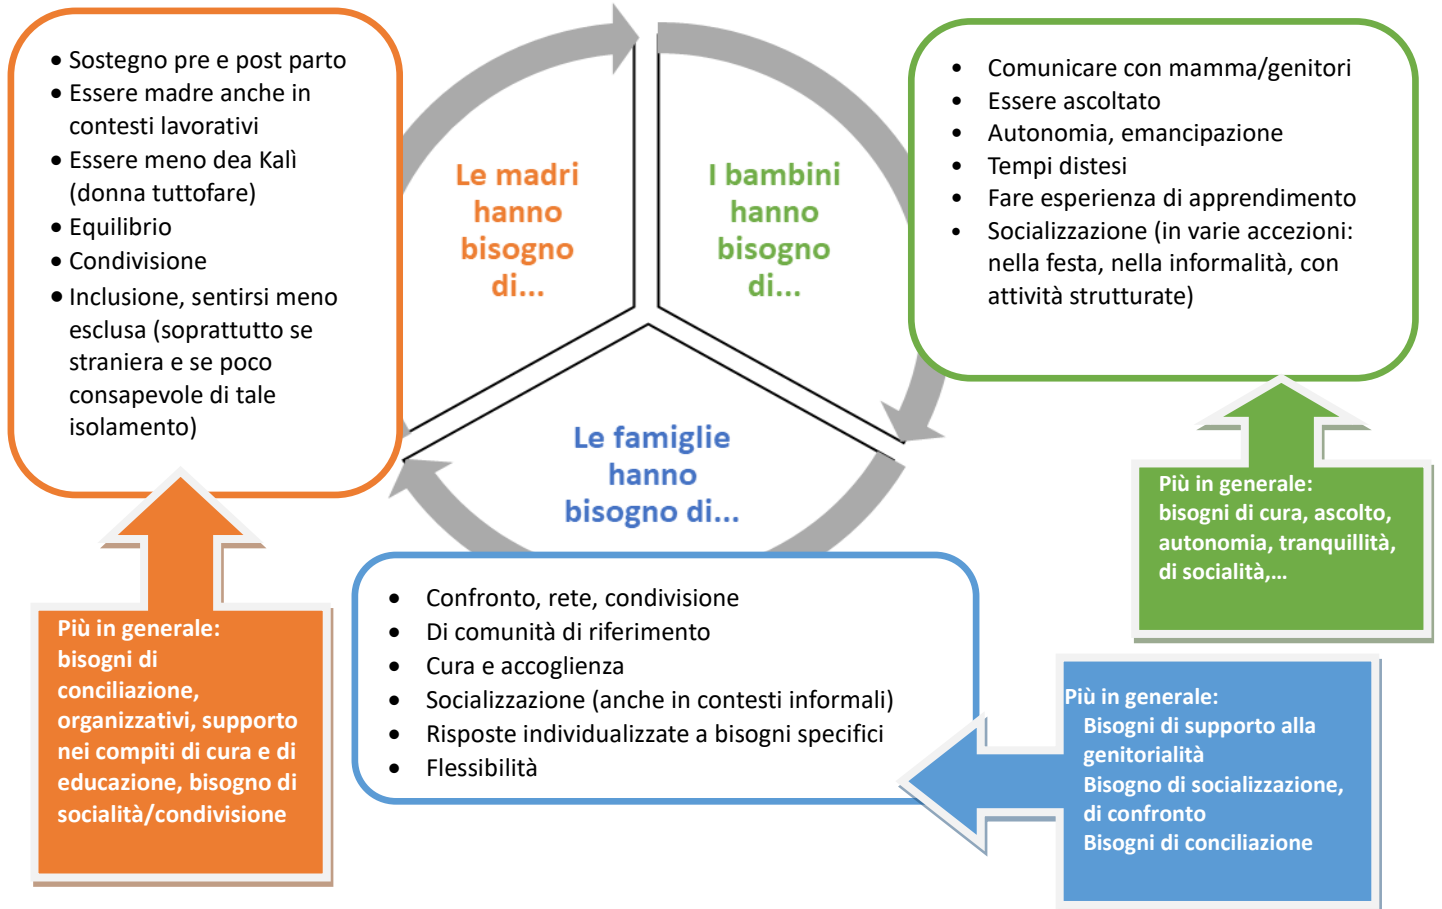 • Sostegno pre e post parto
• Essere madre anche in
contesti lavorativi
• Essere meno dea Kalì
(donna tuttofare)
• Equilibrio
• Condivisione
• Inclusione, sentirsi meno
esclusa (soprattutto se
straniera e se poco
consapevole di tale
isolamento)
Le madri
hanno
bisogno
di...
I bambini
hanno
bisogno
di...
• Comunicare con mamma/genitori
• Essere ascoltato
• Autonomia, emancipazione
• Tempi distesi
• Fare esperienza di apprendimento
• Socializzazione (in varie accezioni:
nella festa, nella informalità, con
attività strutturate)
Le famiglie
hanno
bisogno di...
Più in generale:
bisogni di cura, ascolto,
autonomia, tranquillità,
di socialità,...
Più in generale:
bisogni di
conciliazione,
organizzativi, supporto
nei compiti di cura e di
educazione, bisogno di
socialità/condivisione
• Confronto, rete, condivisione
• Di comunità di riferimento
• Cura e accoglienza
• Socializzazione (anche in contesti informali)
• Risposte individualizzate a bisogni specifici
• Flessibilità
Più in generale:
Bisogni di supporto alla
genitorialità
Bisogno di socializzazione,
di confronto
Bisogni di conciliazione